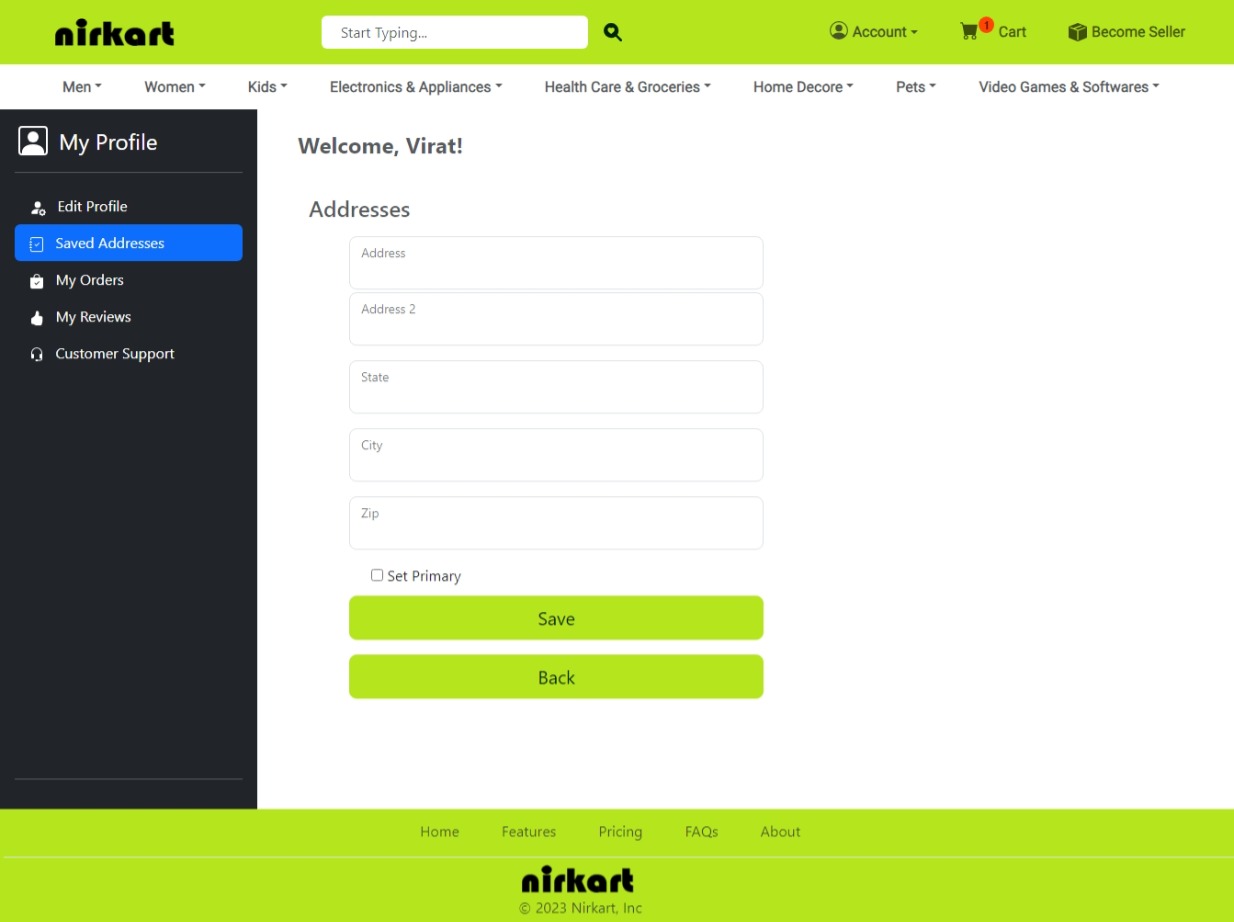 nirkart Start Typing... Account 1 Cart Become Seller
Men Women Kids Electronics & Appliances Health Care & Groceries Home Decore Pets Video Games & Softwares
My Profile
Edit Profile
Saved Addresses
My Orders
My Reviews
Customer Support
Welcome, Virat!
Addresses
Address
Address 2
State
City
Zip
Set Primary
Save
Back
Home Features Pricing FAQs About
nirkart
© 2023 Nirkart, Inc